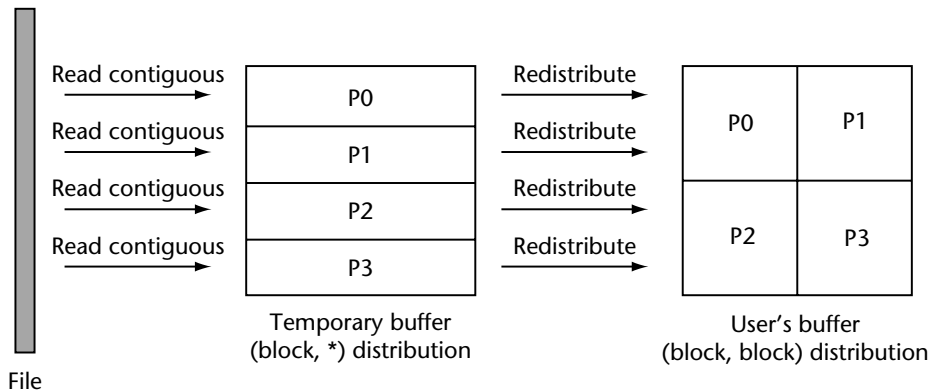 Read contiguous
Read contiguous
Read contiguous
Read contiguous
P0
P1
P2
P3
Temporary buffer
(block, *) distribution
Redistribute
Redistribute
Redistribute
Redistribute
P0 P1
P2 P3
User's buffer
(block, block) distribution
File